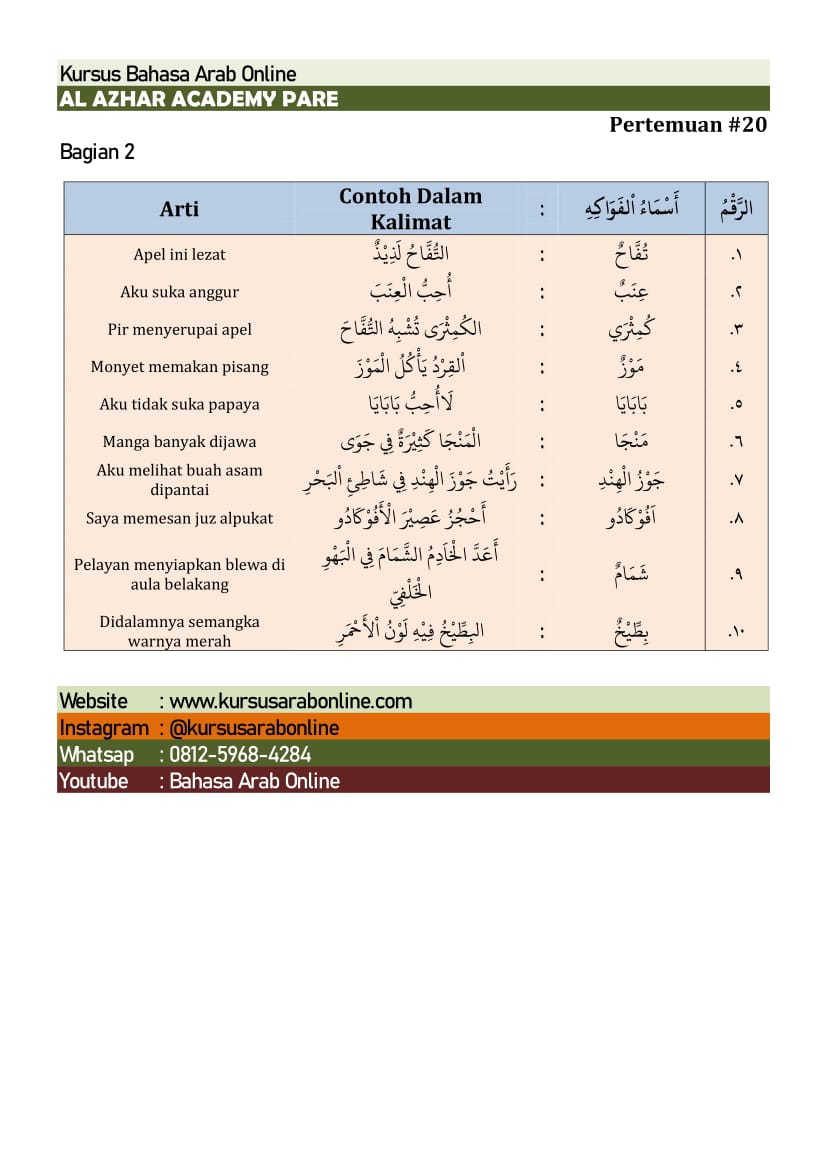 Kursus Bahasa Arab Online
AL AZHAR ACADEMY PARE
Pertemuan #20
Bagian 2
Arti Contoh Dalam Kalimat : أَسْمَاءُ اْلفَوَاكِهِ الرَّقْمُ
Apel ini lezat التُّفَّاحُ لَذِيْذٌ : تُفَّاحٌ .١
Aku suka anggur أُحِبُّ الْعِنَبَ : عِنَبٌ .٢
Pir menyerupai apel الكُمِثْرَى تُشْبِهُ التُّفَّاحَ : كُمِثْرَي .٣
Monyet memakan pisang اْلقِرْدُ يَأْكُلُ الْمَوْزَ : مَوْزٌ .٤
Aku tidak suka papaya لَاأُحِبُّ بَابَايَا : بَابَايَا .٥
Manga banyak dijawa الْمَنْجَا كَثِيْرَةٌ فِي جَوَى : مَنْجَا .٦
Aku melihat buah asam
dipantai رَأَيْتُ جَوْزَ الْهِنْدِ فِي شَاطِئِ اْلبَحْرِ : جَوْزُ الْهِنْدِ .٧
Saya memesan juz alpukat أَحْجُزُ عَصِيْرَ الْأَفُوْكَادُو : اَفُوْكَادُو .٨
Pelayan menyiapkan blewa di
aula belakang أَعَدَّ الْخَادِمُ الشَّمَامَ فِي الْبَهْوِ
الْخَلْفِيّ : شَمَامٌ .٩
Didalamnya semangka
warnya merah البِطِّيْخُ فِيْهِ لَوْنُ اْلأَحْمَرِ : بِطِّيْخٌ .١٠
Website : www.kursusarabonline.com
Instagram : @kursusarabonline
Whatsap : 0812-5968-4284
Youtube : Bahasa Arab Online